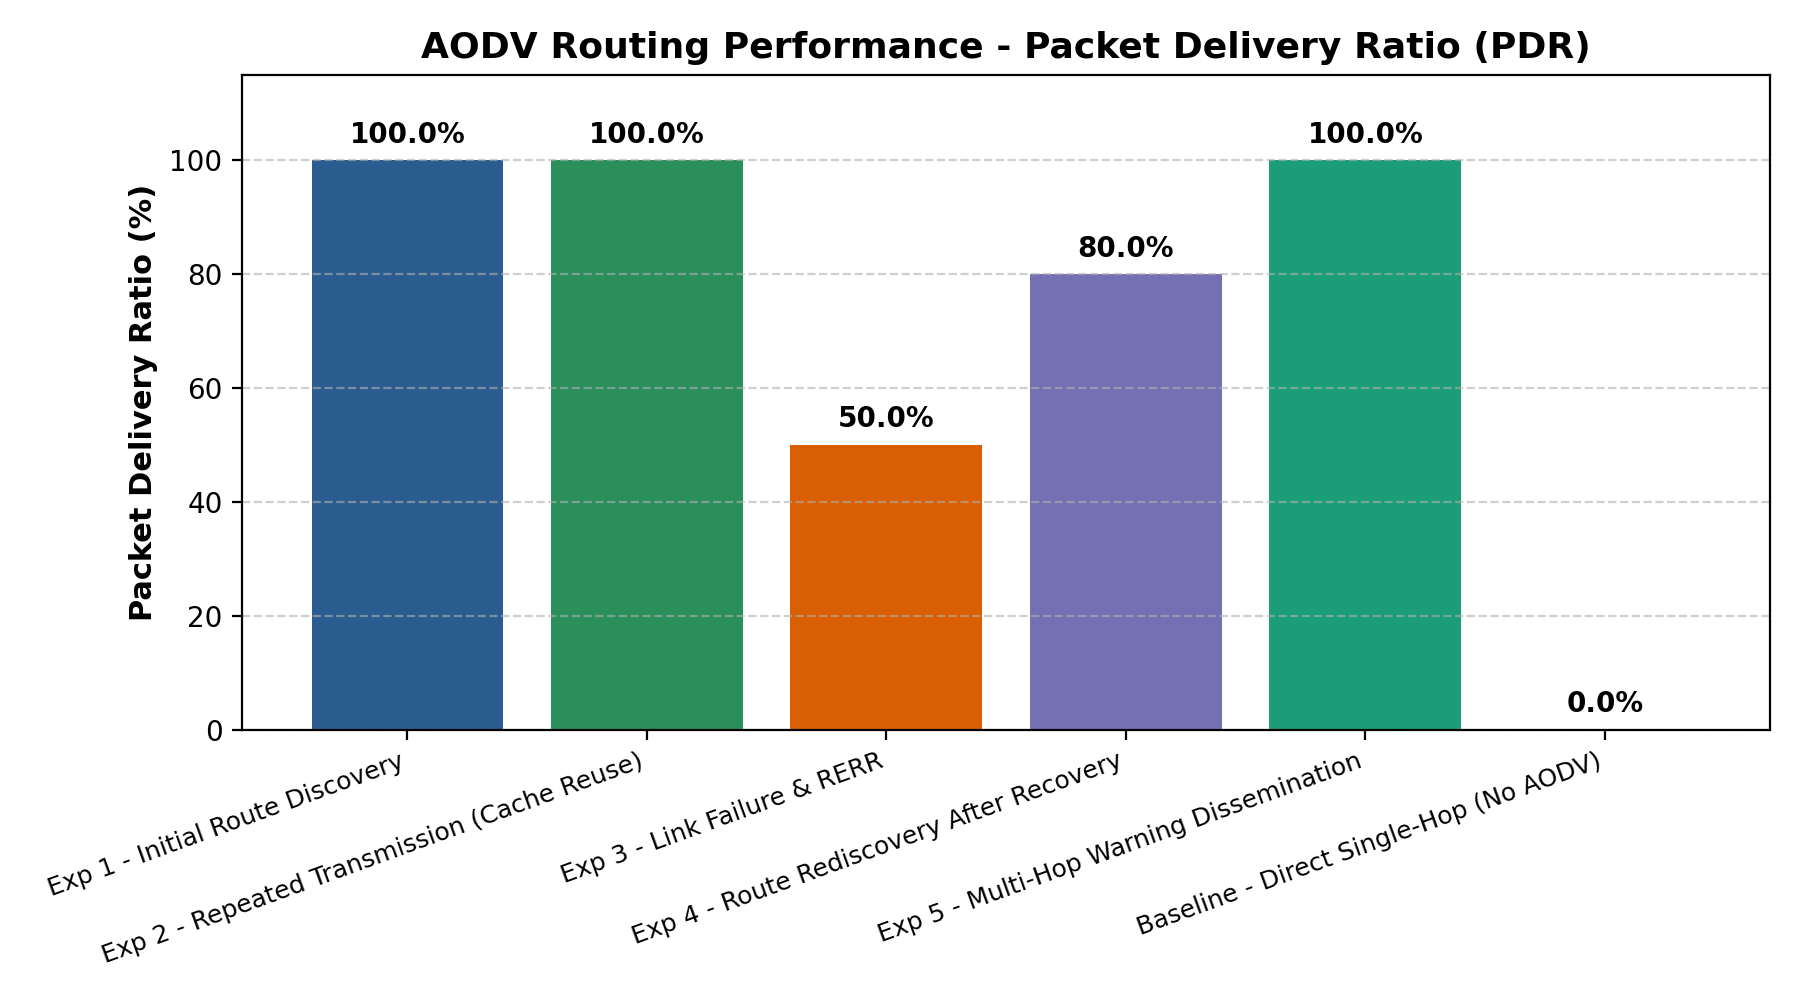 AODV Routing Performance - Packet Delivery Ratio (PDR)
Packet Delivery Ratio (%)
100
80
60
40
20
0
100.0%
100.0%
50.0%
80.0%
100.0%
0.0%
Exp 1 - Initial Route Discovery
Exp 2 - Repeated Transmission (Cache Reuse)
Exp 3 - Link Failure & RERR
Exp 4 - Route Rediscovery After Recovery
Exp 5 - Multi-Hop Warning Dissemination
Baseline - Direct Single-Hop (No AODV)